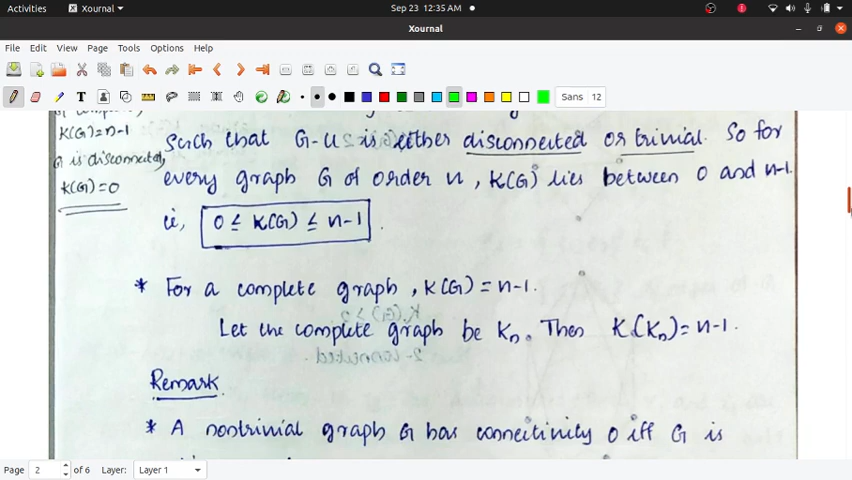 Activities Xournal Sep 23 12:35 AM
Xournal
File Edit View Page Tools Options Help
Sans 12
K(G)=n-1
G is disconnected,
K(G)=0
Such that G-U is either disconnected or trivial. So for
every graph G of order n, K(G) lies between 0 and n-1.
ie, 0 ≤ K(G) ≤ n-1.
* For a complete graph, K(G) = n-1.
Let the complete graph be Kn. Then K(Kn)=n-1.
Remark
* A nontrivial graph G has connectivity 0 iff G is
Page 2 of 6 Layer: Layer 1